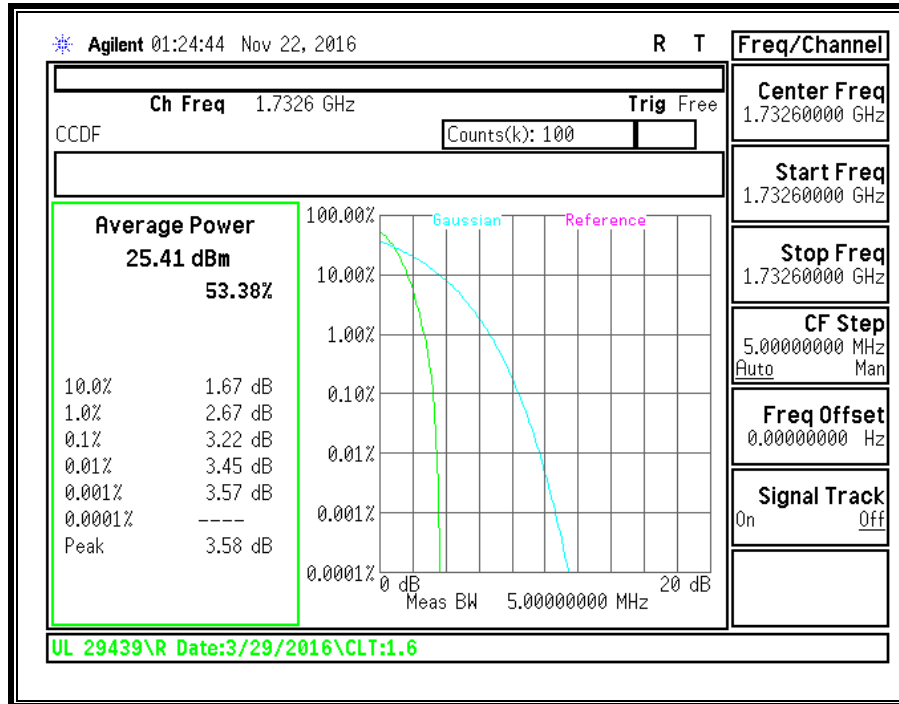 Agilent 01:24:44 Nov 22, 2016 R T
Ch Freq 1.7326 GHz Trig Free
CCDF Counts(k): 100
Average Power
25.41 dBm
53.38%
10.0% 1.67 dB
1.0% 2.67 dB
0.1% 3.22 dB
0.01% 3.45 dB
0.001% 3.57 dB
0.0001% ----
Peak 3.58 dB
Gaussian Reference
100.00%
10.00%
1.00%
0.10%
0.01%
0.001%
0.0001%
0 dB 20 dB
Meas BW 5.00000000 MHz
Freq/Channel
Center Freq
1.73260000 GHz
Start Freq
1.73260000 GHz
Stop Freq
1.73260000 GHz
CF Step
5.00000000 MHz
Auto Man
Freq Offset
0.00000000 Hz
Signal Track
On Off
UL 29439\R Date:3/29/2016\CLT:1.6